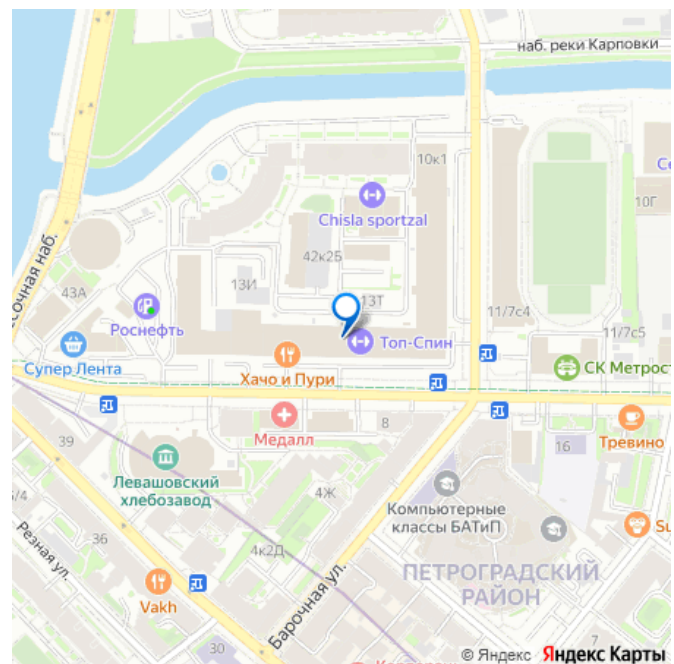 наб. реки Карповки
10к1
Chisla sportzal
10Г
42к2Б
13И
13Т
43А
Роснефть
11/7с4
11/7с5
Топ-Спин
Супер Лента
Хачо и Пури
СК Метрост
Медалл
8
39
16
Тревино
Левашовский
хлебозавод
4Ж
Компьютерные
классы БАТиП
Резная ул.
36
4к2Д
Барочная ул.
ПЕТРОГРАДСКИЙ
РАЙОН
Vakh
30
7
© Яндекс Яндекс Карты